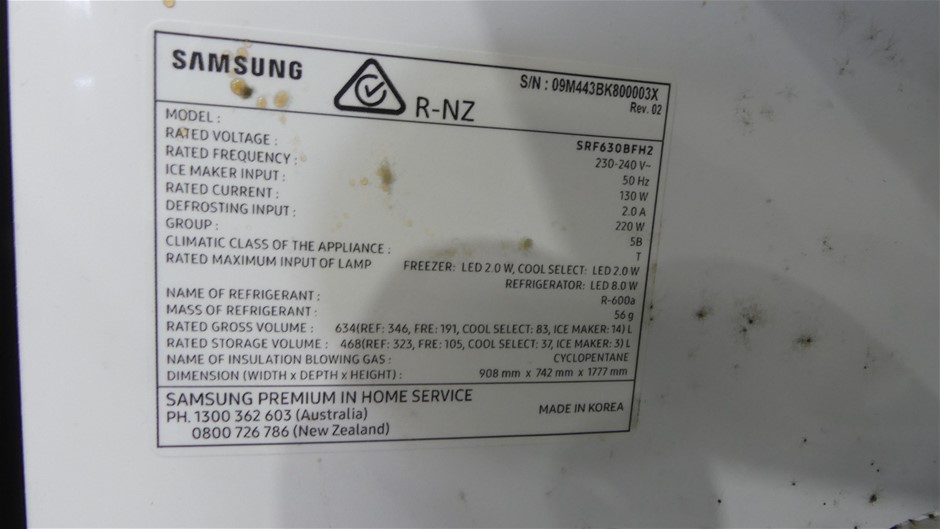 SAMSUNG
R-NZ
S/N : 09M443BK800003X
Rev. 02
MODEL : SRF630BFH2
RATED VOLTAGE : 230-240 V~
RATED FREQUENCY : 50 Hz
ICE MAKER INPUT : 130 W
RATED CURRENT : 2.0 A
DEFROSTING INPUT : 220 W
GROUP : 5B
CLIMATIC CLASS OF THE APPLIANCE : T
RATED MAXIMUM INPUT OF LAMP FREEZER: LED 2.0 W, COOL SELECT: LED 2.0 W
REFRIGERATOR: LED 8.0 W
NAME OF REFRIGERANT : R-600a
MASS OF REFRIGERANT : 56 g
RATED GROSS VOLUME : 634(REF: 346, FRE: 191, COOL SELECT: 83, ICE MAKER: 14) L
RATED STORAGE VOLUME : 468(REF: 323, FRE: 105, COOL SELECT: 37, ICE MAKER: 3) L
NAME OF INSULATION BLOWING GAS : CYCLOPENTANE
DIMENSION (WIDTH x DEPTH x HEIGHT) : 908 mm x 742 mm x 1777 mm
SAMSUNG PREMIUM IN HOME SERVICE
PH. 1300 362 603 (Australia)
0800 726 786 (New Zealand)
MADE IN KOREA